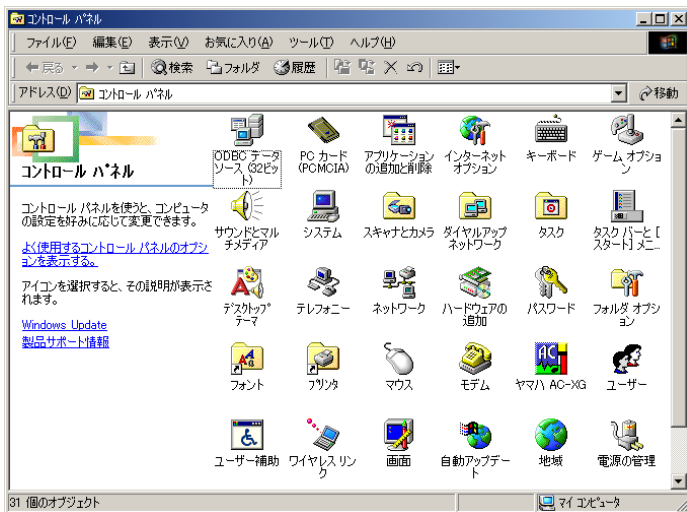 コントロール パネル
ファイル(F) 編集(E) 表示(V) お気に入り(A) ツール(T) ヘルプ(H)
戻る 検索 フォルダ 履歴
アドレス(D) コントロール パネル 移動
コントロール パネル
コントロール パネルを使うと、コンピュータ
の設定を好みに応じて変更できます。
よく使用するコントロール パネルのオプシ
ョンを表示する。
アイコンを選択すると、その説明が表示さ
れます。
Windows Update
製品サポート情報
ODBC データ
ソース (32ビッ
ト)
PC カード
(PCMCIA)
アプリケーション
の追加と削除
インターネット
オプション
キーボード
ゲーム オプショ
ン
サウンドとマル
チメディア
システム
スキャナとカメラ
ダイヤルアップ
ネットワーク
タスク
タスク バーと [
スタート] メニ...
デスクトップ
テーマ
テレフォニー
ネットワーク
ハードウェアの
追加
パスワード
フォルダ オプシ
ョン
フォント
プリンタ
マウス
モデム
ヤマハ AC-XG
ユーザー
ユーザー補助
ワイヤレス リン
ク
画面
自動アップデー
ト
地域
電源の管理
31 個のオブジェクト
マイ コンピュータ